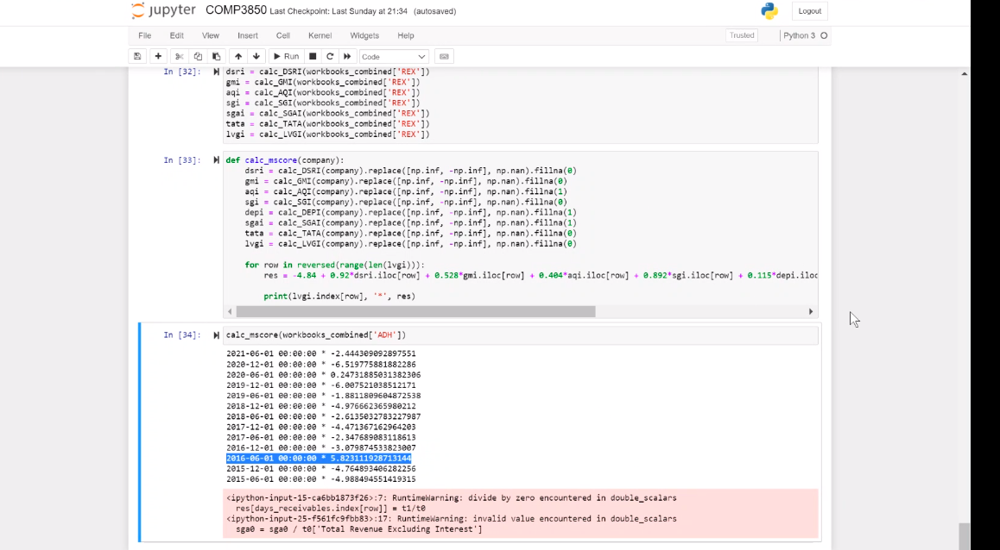 jupyter COMP3850 Last Checkpoint: Last Sunday at 21:34 (autosaved) Logout
File Edit View Insert Cell Kernel Widgets Help Trusted Python 3
Run Code
In [32]: dsri = calc_DSRI(workbooks_combined['REX'])
gmi = calc_GMI(workbooks_combined['REX'])
aqi = calc_AQI(workbooks_combined['REX'])
sgi = calc_SGI(workbooks_combined['REX'])
sgai = calc_SGAI(workbooks_combined['REX'])
tata = calc_TATA(workbooks_combined['REX'])
lvgi = calc_LVGI(workbooks_combined['REX'])
In [33]: def calc_mscore(company):
dsri = calc_DSRI(company).replace([np.inf, -np.inf], np.nan).fillna(0)
gmi = calc_GMI(company).replace([np.inf, -np.inf], np.nan).fillna(0)
aqi = calc_AQI(company).replace([np.inf, -np.inf], np.nan).fillna(1)
sgi = calc_SGI(company).replace([np.inf, -np.inf], np.nan).fillna(0)
depi = calc_DEPI(company).replace([np.inf, -np.inf], np.nan).fillna(1)
sgai = calc_SGAI(company).replace([np.inf, -np.inf], np.nan).fillna(1)
tata = calc_TATA(company).replace([np.inf, -np.inf], np.nan).fillna(0)
lvgi = calc_LVGI(company).replace([np.inf, -np.inf], np.nan).fillna(0)
for row in reversed(range(len(lvgi))):
res = -4.84 + 0.92*dsri.iloc[row] + 0.528*gmi.iloc[row] + 0.404*aqi.iloc[row] + 0.892*sgi.iloc[row] + 0.115*depi.iloc
print(lvgi.index[row], '*', res)
In [34]: calc_mscore(workbooks_combined['ADH'])
2021-06-01 00:00:00 * -2.444309092897551
2020-12-01 00:00:00 * -6.519775881882286
2020-06-01 00:00:00 * 0.24731885031382306
2019-12-01 00:00:00 * -6.007521038512171
2019-06-01 00:00:00 * -1.8811809604872538
2018-12-01 00:00:00 * -4.976662365980212
2018-06-01 00:00:00 * -2.6135032783227987
2017-12-01 00:00:00 * -4.471367162964203
2017-06-01 00:00:00 * -2.347689083118613
2016-12-01 00:00:00 * -3.079874533823007
2016-06-01 00:00:00 * 5.823111928713144
2015-12-01 00:00:00 * -4.764893406282256
2015-06-01 00:00:00 * -4.988494551419315
<ipython-input-15-ca6bb1873f26>:7: RuntimeWarning: divide by zero encountered in double_scalars
res[days_receivables.index[row]] = t1/t0
<ipython-input-25-f561fc9fbb83>:17: RuntimeWarning: invalid value encountered in double_scalars
sga0 = sga0 / t0['Total Revenue Excluding Interest']